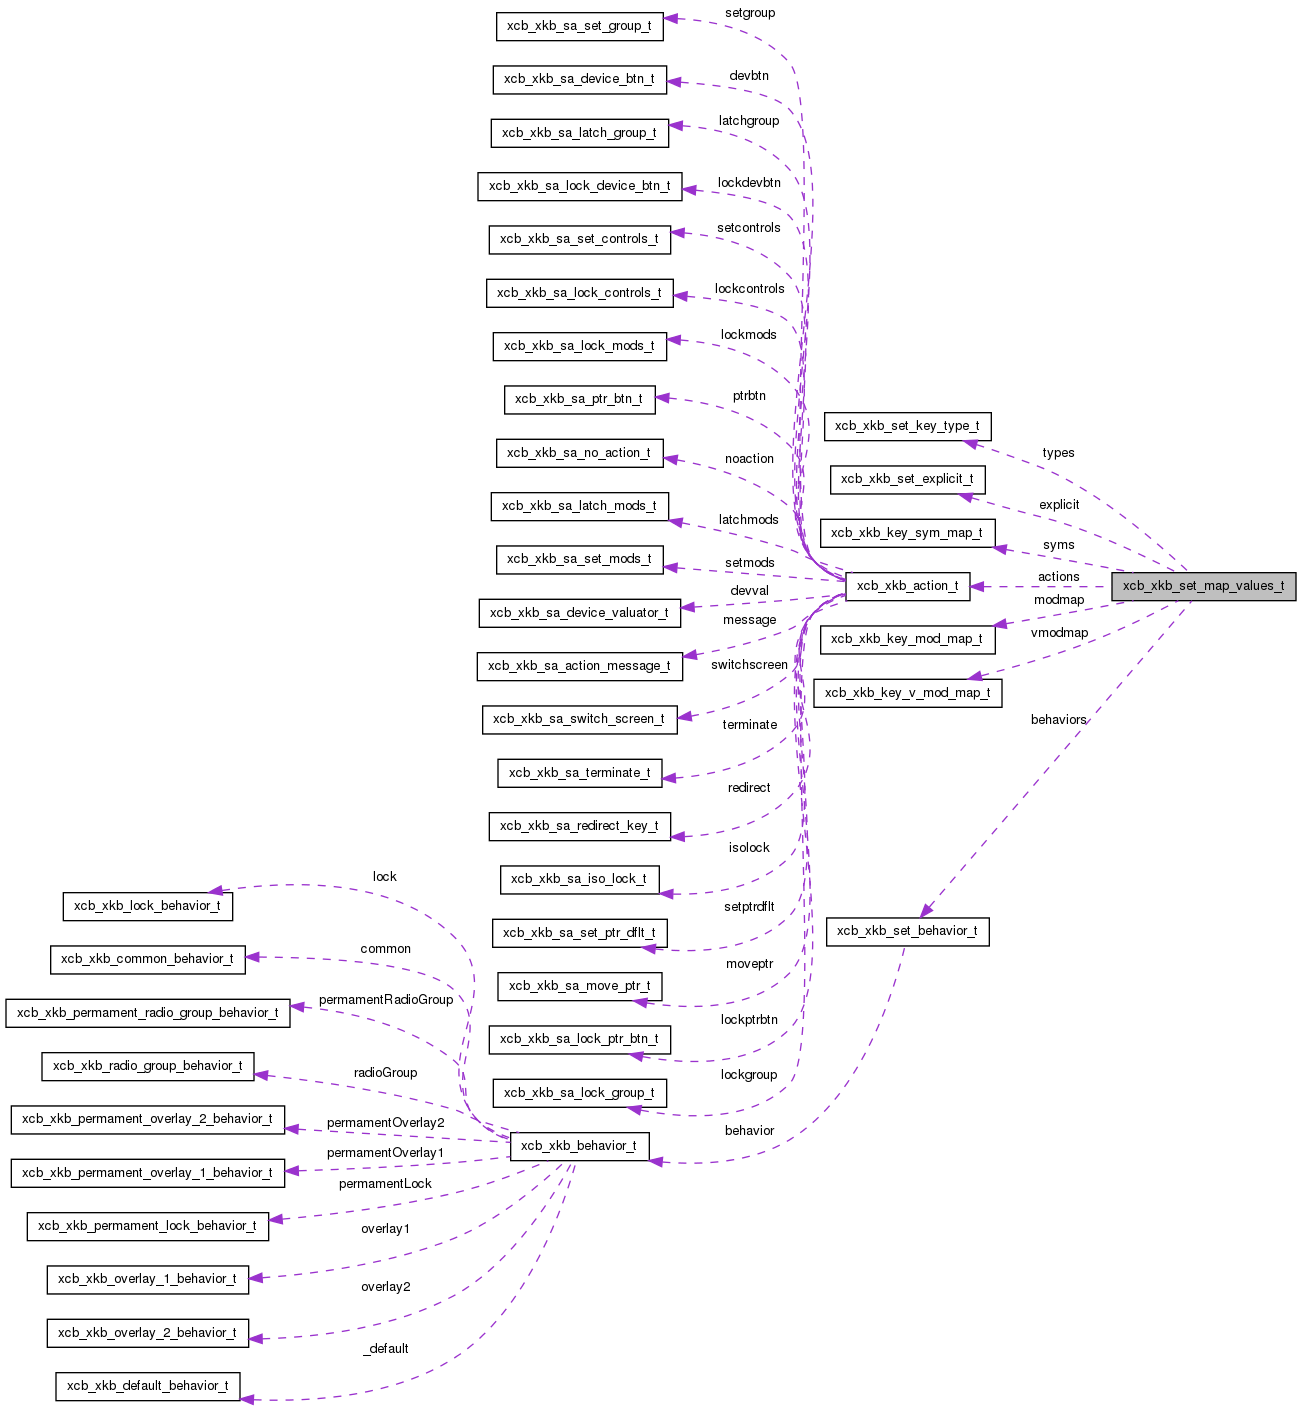 setgroup
xcb_xkb_sa_set_group_t
devbtn
xcb_xkb_sa_device_btn_t
latchgroup
xcb_xkb_sa_latch_group_t
lockdevbtn
xcb_xkb_sa_lock_device_btn_t
setcontrols
xcb_xkb_sa_set_controls_t
lockcontrols
xcb_xkb_sa_lock_controls_t
lockmods
xcb_xkb_sa_lock_mods_t
ptrbtn
xcb_xkb_sa_ptr_btn_t
noaction
xcb_xkb_sa_no_action_t
latchmods
xcb_xkb_sa_latch_mods_t
setmods
xcb_xkb_sa_set_mods_t
devval
xcb_xkb_sa_device_valuator_t
message
xcb_xkb_sa_action_message_t
switchscreen
xcb_xkb_sa_switch_screen_t
terminate
xcb_xkb_sa_terminate_t
redirect
xcb_xkb_sa_redirect_key_t
isolock
xcb_xkb_sa_iso_lock_t
setptrdflt
xcb_xkb_sa_set_ptr_dflt_t
moveptr
xcb_xkb_sa_move_ptr_t
lockptrbtn
xcb_xkb_sa_lock_ptr_btn_t
lockgroup
xcb_xkb_sa_lock_group_t
xcb_xkb_set_key_type_t
types
xcb_xkb_set_explicit_t
explicit
xcb_xkb_key_sym_map_t
syms
xcb_xkb_action_t
actions
xcb_xkb_set_map_values_t
modmap
xcb_xkb_key_mod_map_t
vmodmap
xcb_xkb_key_v_mod_map_t
behaviors
xcb_xkb_set_behavior_t
behavior
xcb_xkb_behavior_t
lock
xcb_xkb_lock_behavior_t
common
xcb_xkb_common_behavior_t
permamentRadioGroup
xcb_xkb_permament_radio_group_behavior_t
radioGroup
xcb_xkb_radio_group_behavior_t
permamentOverlay2
xcb_xkb_permament_overlay_2_behavior_t
permamentOverlay1
xcb_xkb_permament_overlay_1_behavior_t
permamentLock
xcb_xkb_permament_lock_behavior_t
overlay1
xcb_xkb_overlay_1_behavior_t
overlay2
xcb_xkb_overlay_2_behavior_t
_default
xcb_xkb_default_behavior_t